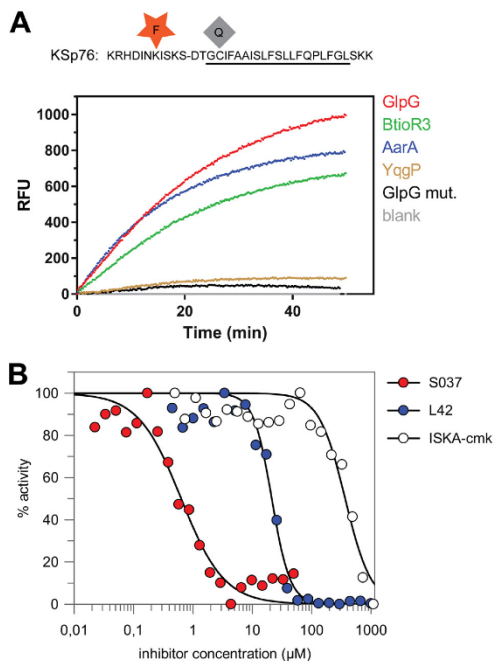 A
F Q
KSp76: KRHDINKISKS-DTGCIFAAISLFSLLFQPLFGLSKK
GlpG
BtioR3
AarA
YqgP
GlpG mut.
blank
RFU
1000
800
600
400
200
0
0 20 40
Time (min)
B
S037
L42
ISKA-cmk
% activity
100
80
60
40
20
0
0,01 0,1 1 10 100 1000
inhibitor concentration (µM)